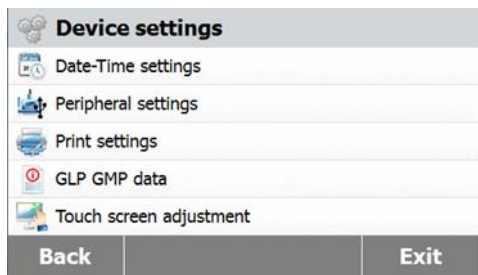 Device settings
Date-Time settings
Peripheral settings
Print settings
GLP GMP data
Touch screen adjustment
Back Exit